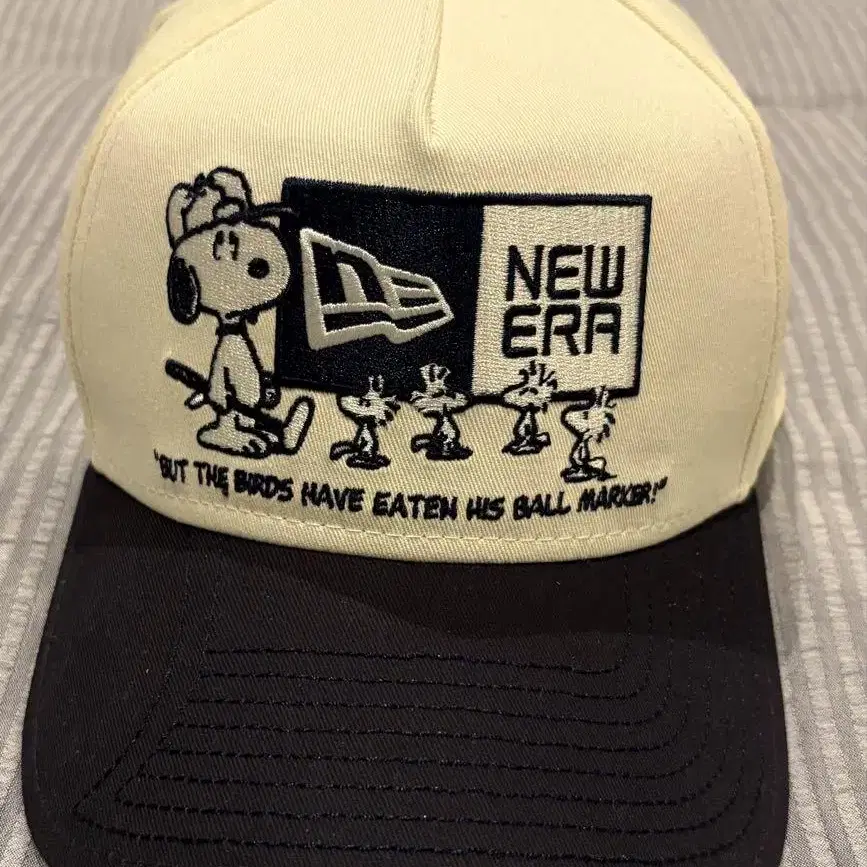 NEW
ERA
"BUT THE BIRDS HAVE EATEN HIS BALL MARKER!"